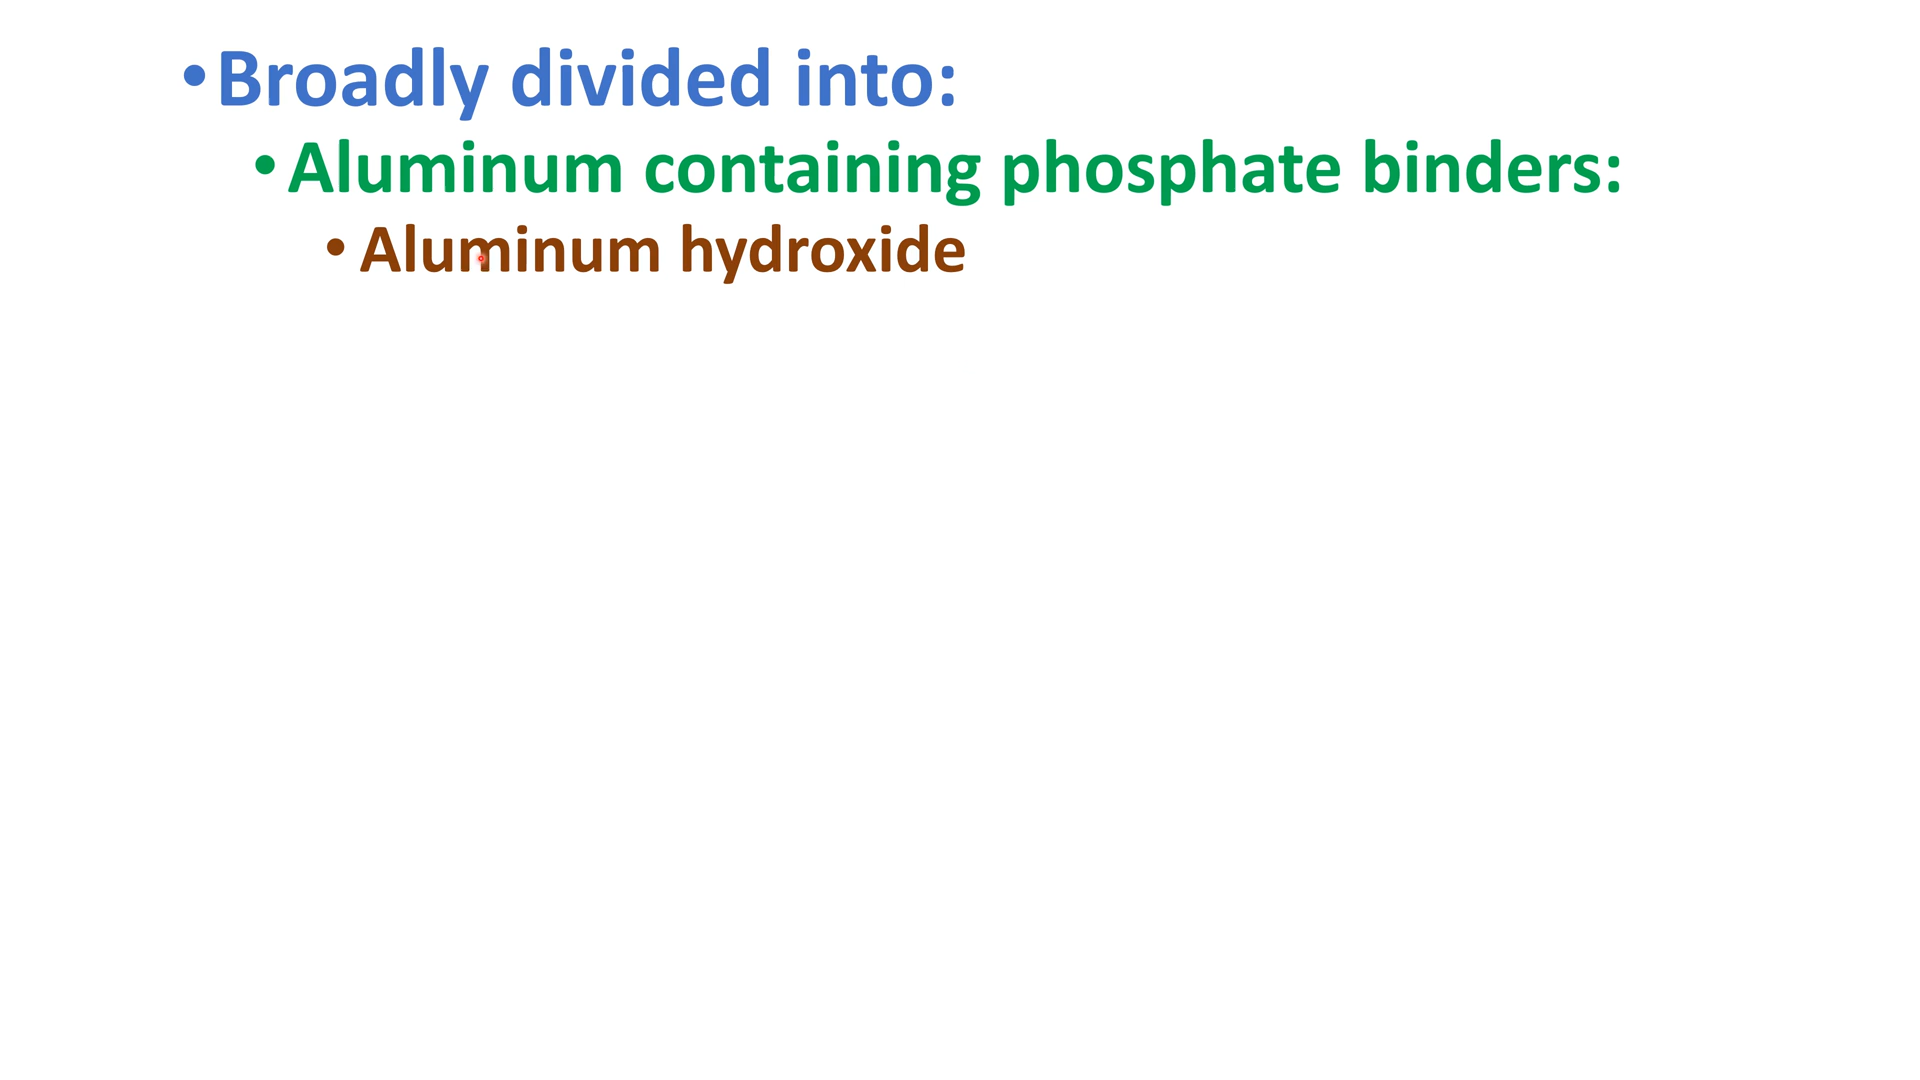 •Broadly divided into:
•Aluminum containing phosphate binders:
•Aluminum hydroxide